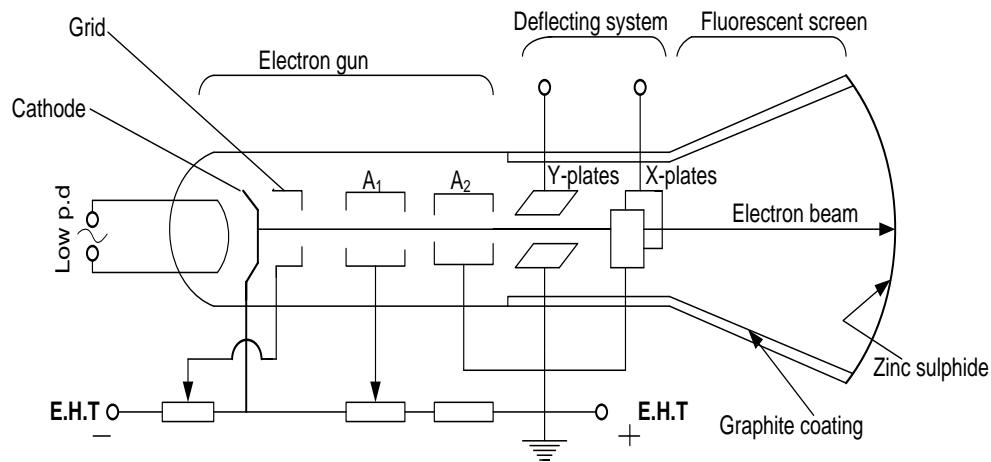 Deflecting system
Fluorescent screen
Grid
Electron gun
Cathode
A1
A2
Y-plates
X-plates
Low p.d
Electron beam
Zinc sulphide
E.H.T
−
+
E.H.T
Graphite coating